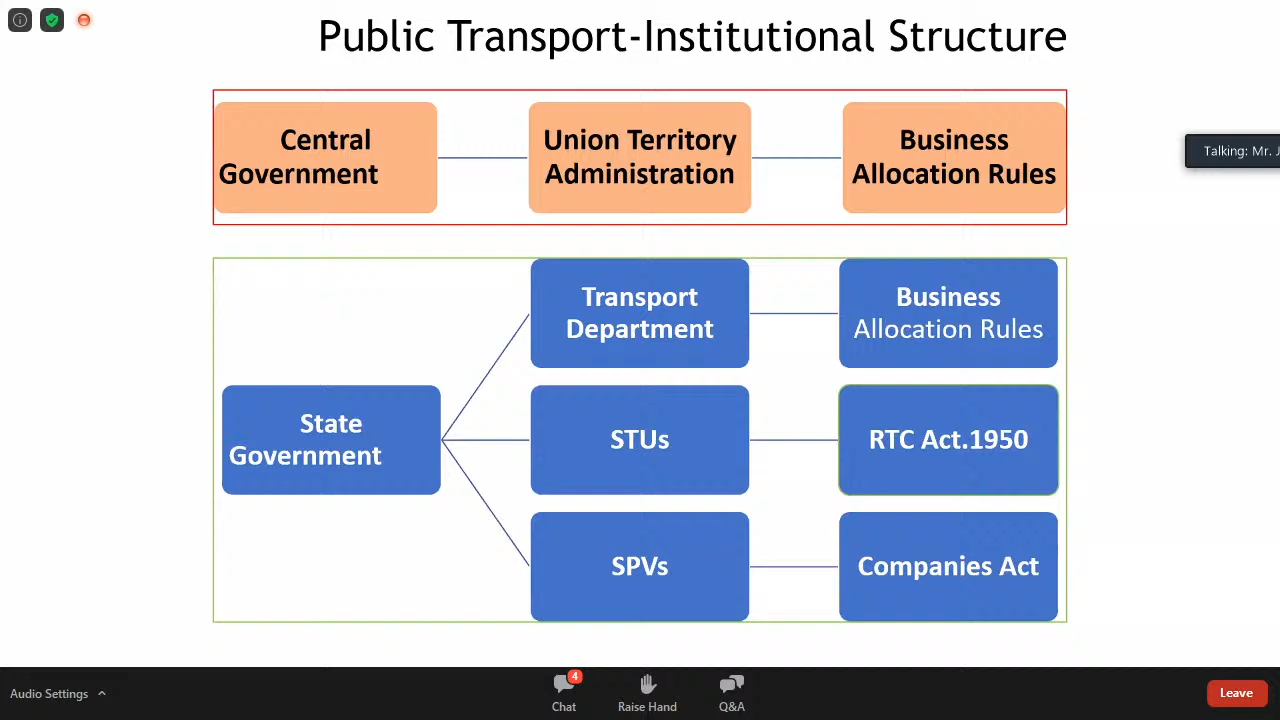 Public Transport-Institutional Structure
Central
Government
Union Territory
Administration
Business
Allocation Rules
Talking: Mr. J
Transport
Department
Business
Allocation Rules
State
Government
STUs
RTC Act.1950
SPVs
Companies Act
Audio Settings
4
Chat
Raise Hand
Q&A
Leave